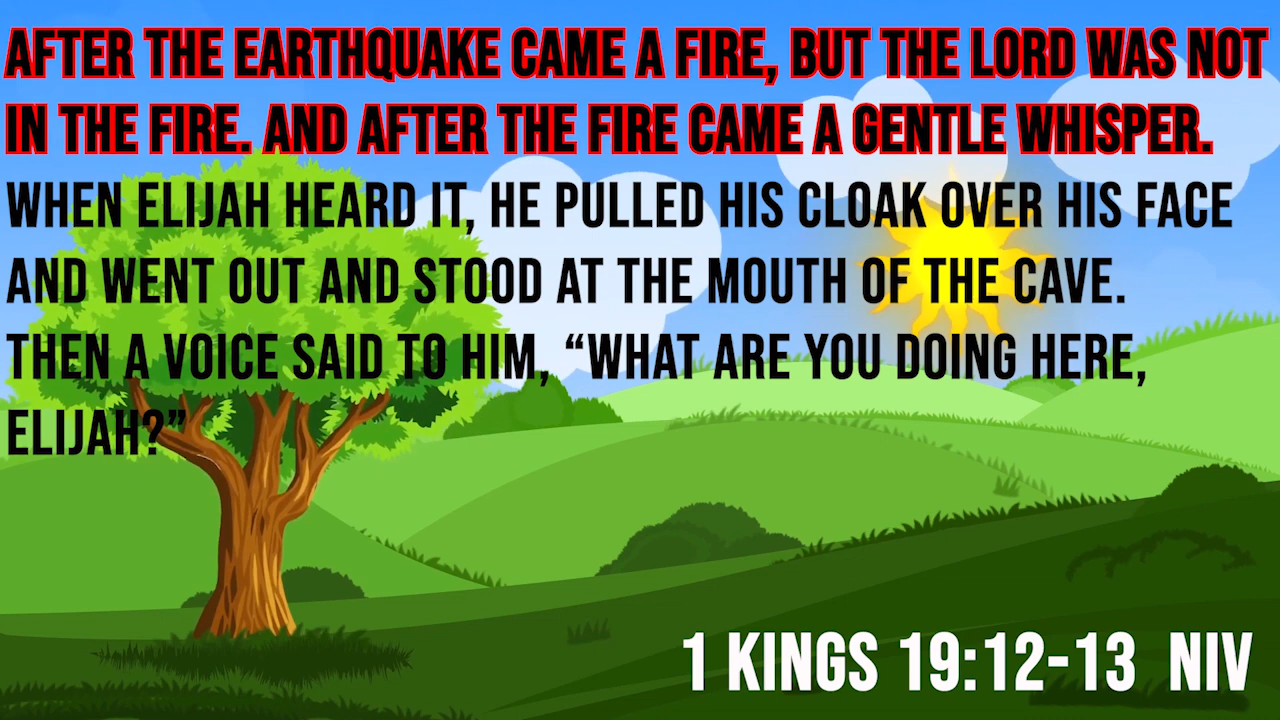 AFTER THE EARTHQUAKE CAME A FIRE, BUT THE LORD WAS NOT
IN THE FIRE. AND AFTER THE FIRE CAME A GENTLE WHISPER.
WHEN ELIJAH HEARD IT, HE PULLED HIS CLOAK OVER HIS FACE
AND WENT OUT AND STOOD AT THE MOUTH OF THE CAVE.
THEN A VOICE SAID TO HIM, “WHAT ARE YOU DOING HERE,
ELIJAH?”
1 KINGS 19:12-13 NIV